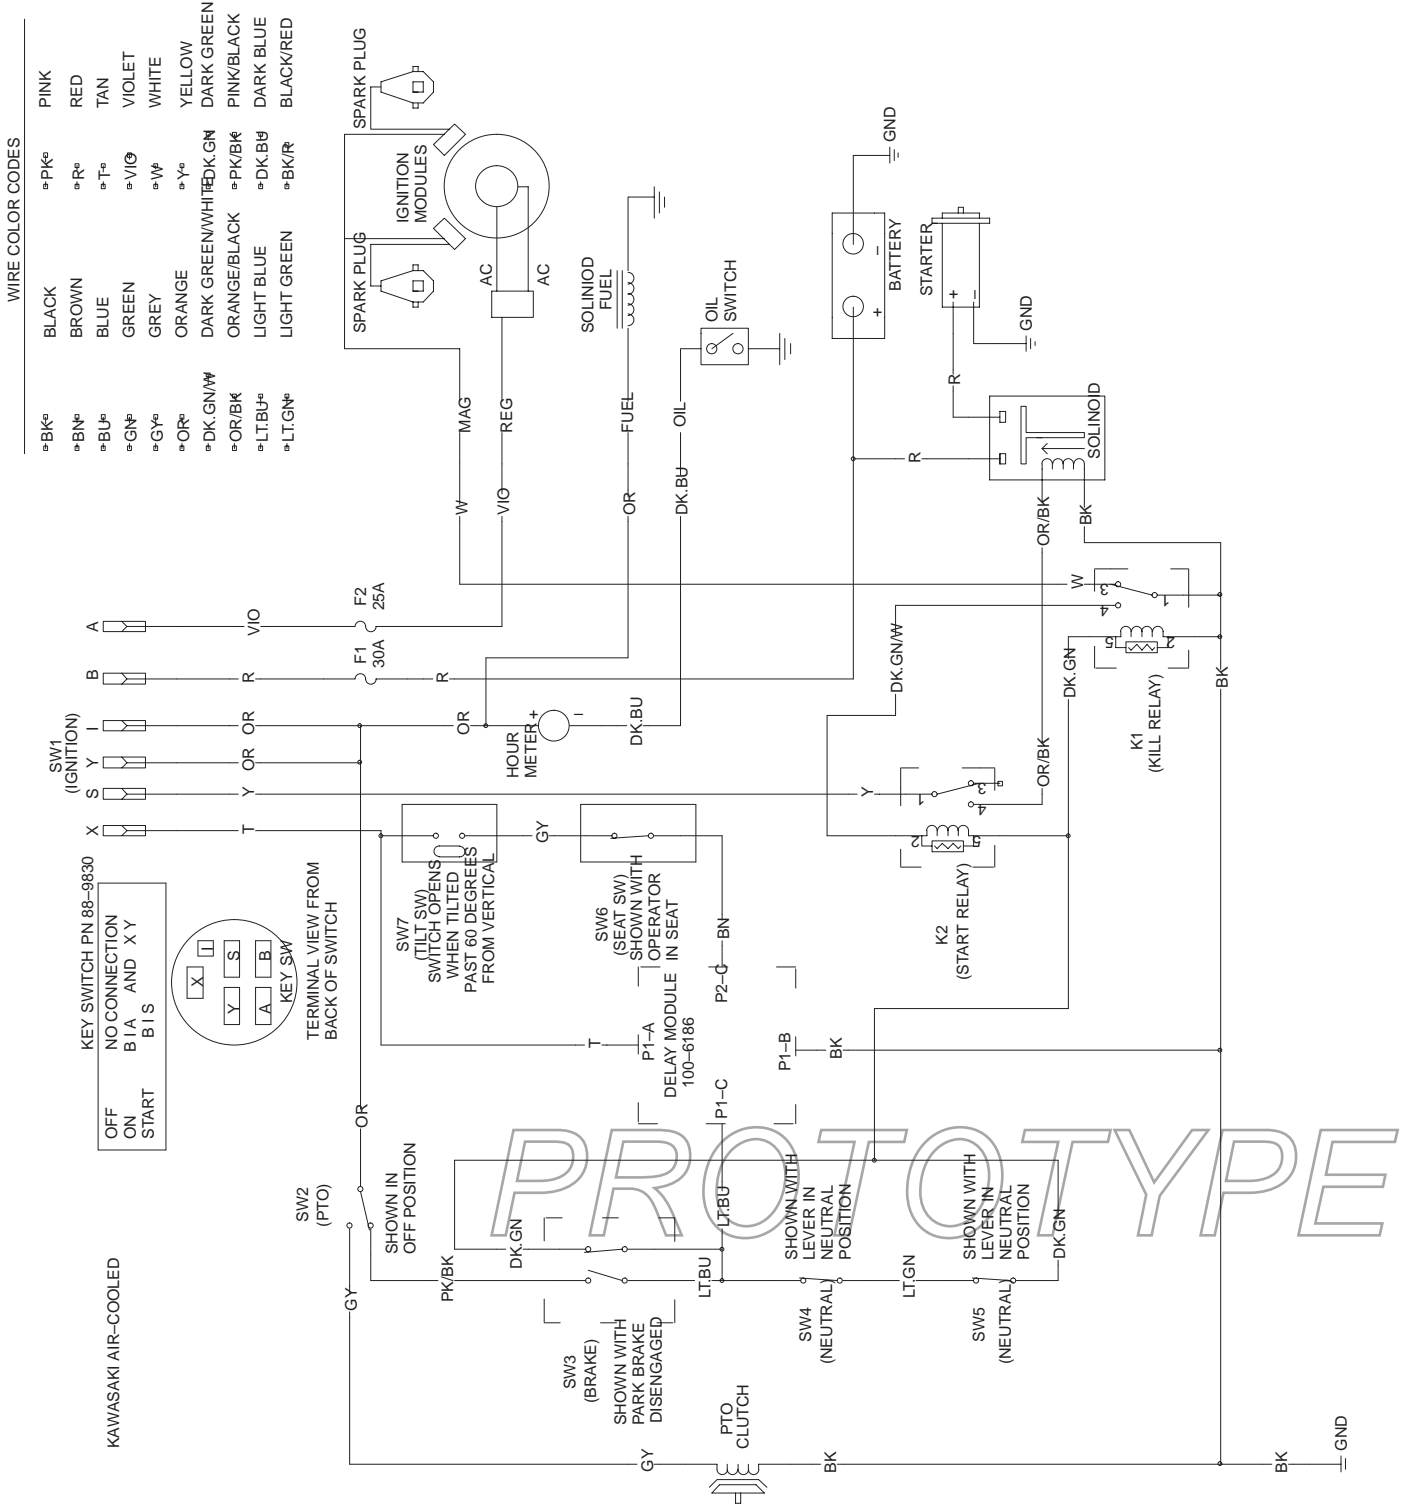 WIRE COLOR CODES
BK BLACK PK PINK
BN BROWN R RED
BU BLUE T TAN
GN GREEN VIO VIOLET
GY GREY W WHITE
OR ORANGE Y YELLOW
DK.GN/W DARK GREEN/WHITE DK.GN DARK GREEN
OR/BK ORANGE/BLACK PK/BK PINK/BLACK
LT.BU LIGHT BLUE DK.BU DARK BLUE
LT.GN LIGHT GREEN BK/R BLACK/RED
KAWASAKI AIR–COOLED
KEY SWITCH PN 88–9830
OFF NO CONNECTION
ON B I A AND X Y
START B I S
X
I
Y
S
A
B
KEY SW
TERMINAL VIEW FROM
BACK OF SWITCH
SW1
(IGNITION)
X
S
Y
I
B
A
T
Y
OR
OR
R
VIO
F1
30A
F2
25A
R
OR
HOUR
METER
+
–
DK.BU
SPARK PLUG
SPARK PLUG
IGNITION
MODULES
AC
AC
MAG
W
REG
VIO
SOLINIOD
FUEL
FUEL
OR
OIL
SWITCH
OIL
DK.BU
BATTERY
+
–
GND
STARTER
+
–
GND
R
R
SOLINOID
OR/BK
BK
W
3
4
1
5
2
K1
(KILL RELAY)
DK.GN/W
DK.GN
BK
OR/BK
Y
1
3
4
2
5
K2
(START RELAY)
SW7
(TILT SW)
SWITCH OPENS
WHEN TILTED
PAST 60 DEGREES
FROM VERTICAL
GY
SW6
(SEAT SW)
SHOWN WITH
OPERATOR
IN SEAT
BN
T
P1–A
P2–C
DELAY MODULE
100–6186
P1–C
P1–B
BK
OR
SW2
(PTO)
SHOWN IN
OFF POSITION
GY
PK/BK
DK.GN
SW3
(BRAKE)
SHOWN WITH
PARK BRAKE
DISENGAGED
LT.BU
LT.BU
SW4
(NEUTRAL)
SHOWN WITH
LEVER IN
NEUTRAL
POSITION
LT.GN
SW5
(NEUTRAL)
SHOWN WITH
LEVER IN
NEUTRAL
POSITION
DK.GN
GY
PTO
CLUTCH
BK
BK
GND
PROTOTYPE